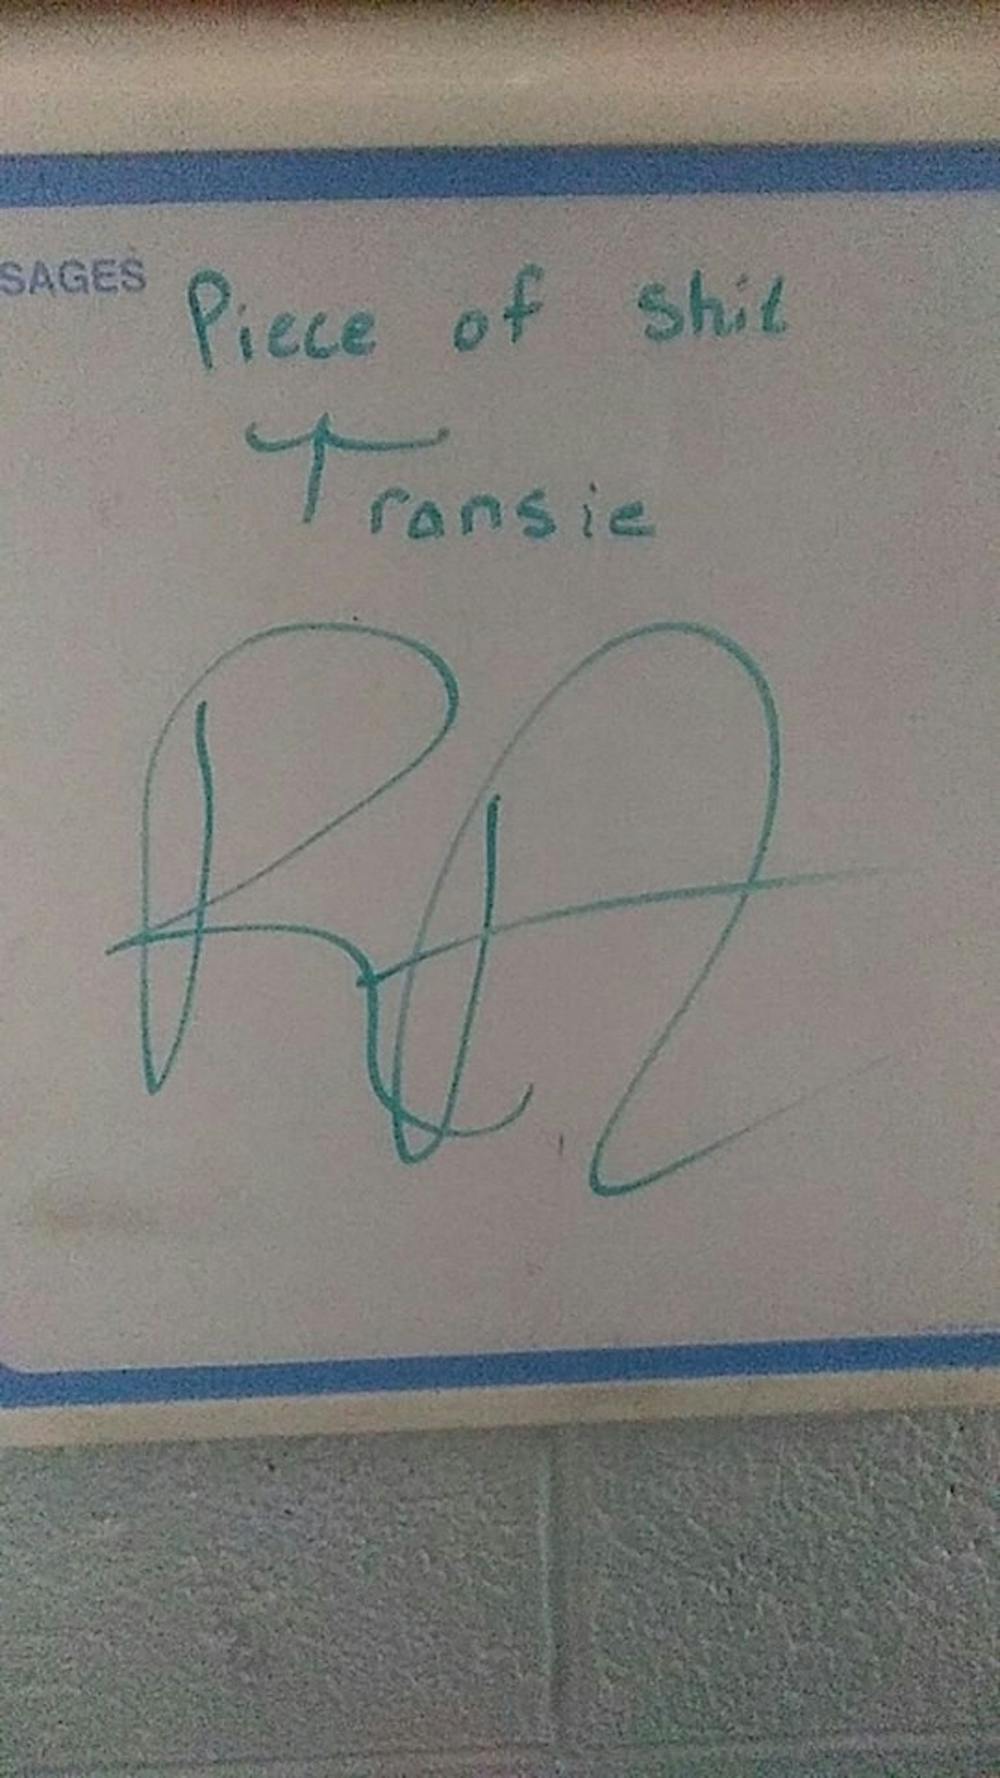 SAGES
Piece of shit
Transie